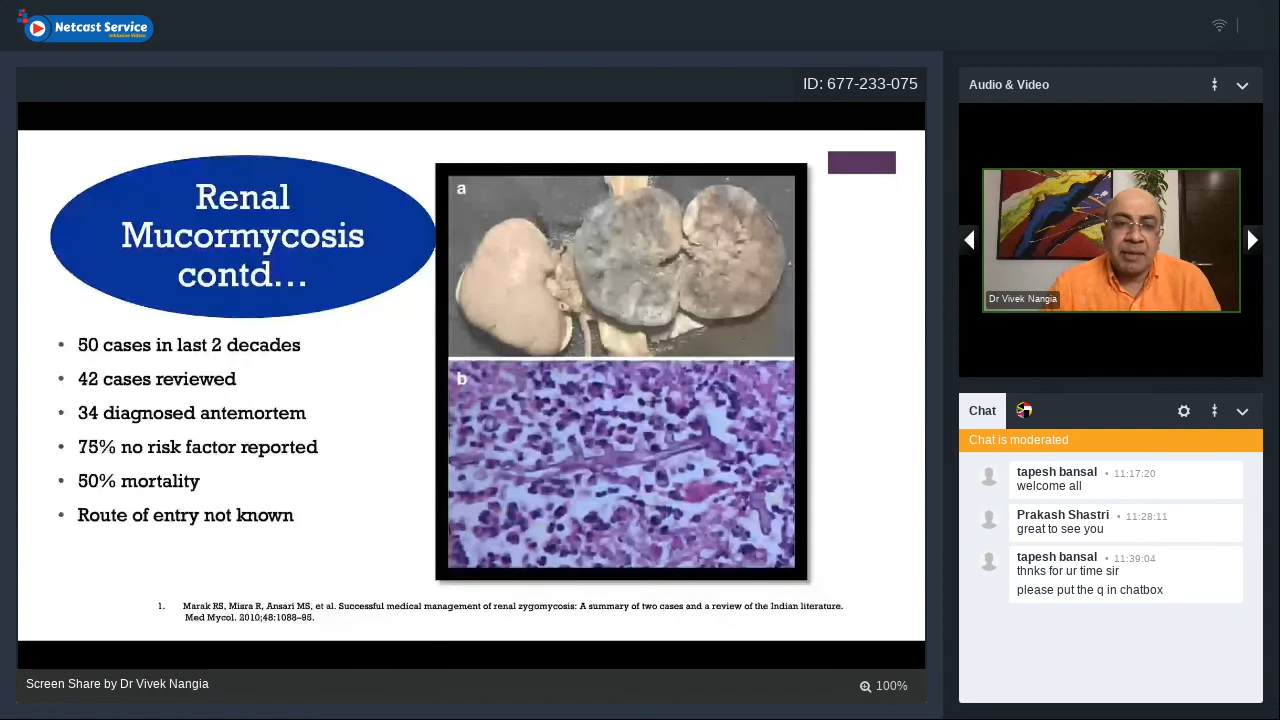 Netcast Service
ID: 677-233-075
Renal
Mucormycosis
contd...
• 50 cases in last 2 decades
• 42 cases reviewed
• 34 diagnosed antemortem
• 75% no risk factor reported
• 50% mortality
• Route of entry not known
a
b
1. Marak RS, Misra R, Ansari MS, et al. Successful medical management of renal zygomycosis: A summary of two cases and a review of the Indian literature.
Med Mycol. 2010;48:1088–95.
Screen Share by Dr Vivek Nangia
100%
Audio & Video
Dr Vivek Nangia
Chat
Chat is moderated
tapesh bansal • 11:17:20
welcome all
Prakash Shastri • 11:28:11
great to see you
tapesh bansal • 11:39:04
thnks for ur time sir
please put the q in chatbox